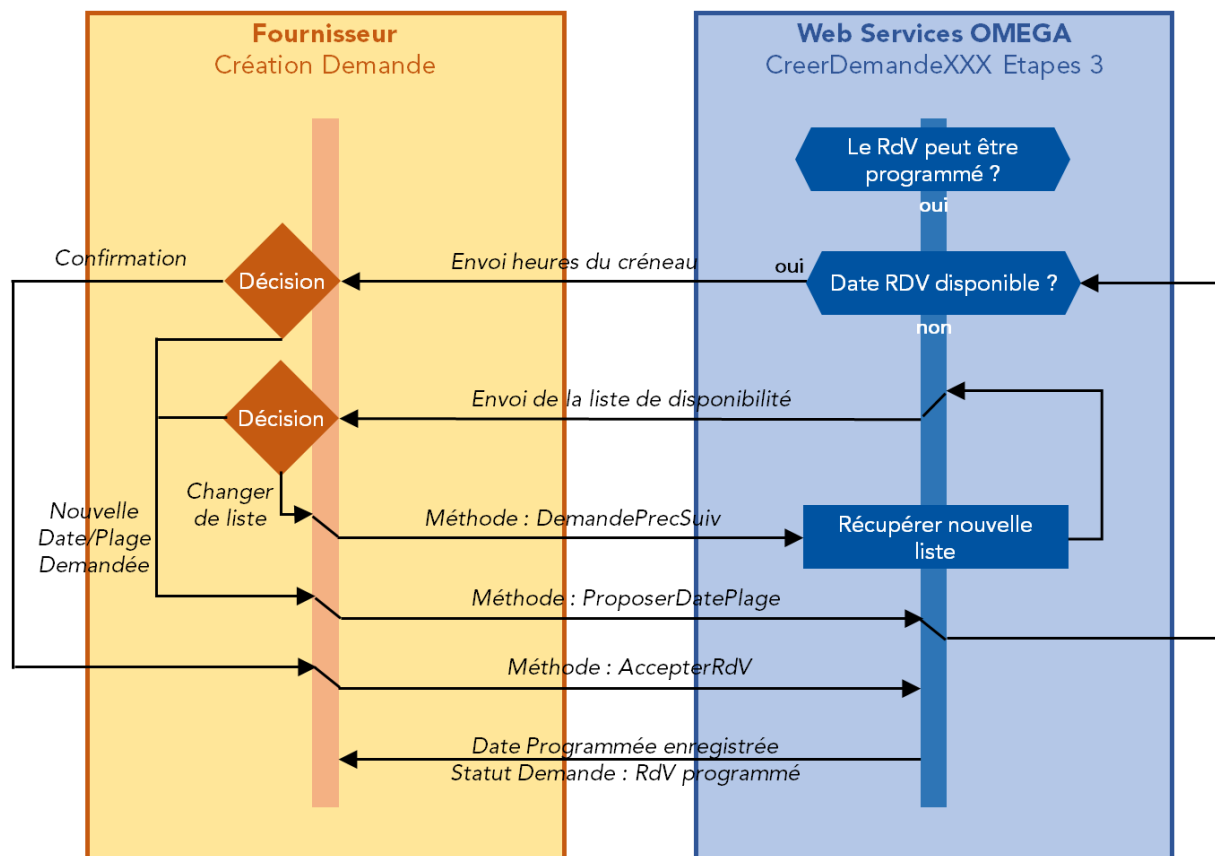 Fournisseur
Création Demande
Web Services OMEGA
CreerDemandeXXX Etapes 3
Le RdV peut être
programmé ?
oui
Confirmation
Décision
Envoi heures du créneau
oui
Date RDV disponible ?
non
Décision
Envoi de la liste de disponibilité
Changer
de liste
Nouvelle
Date/Plage
Demandée
Méthode : DemandePrecSuiv
Récupérer nouvelle
liste
Méthode : ProposerDatePlage
Méthode : AccepterRdV
Date Programmée enregistrée
Statut Demande : RdV programmé